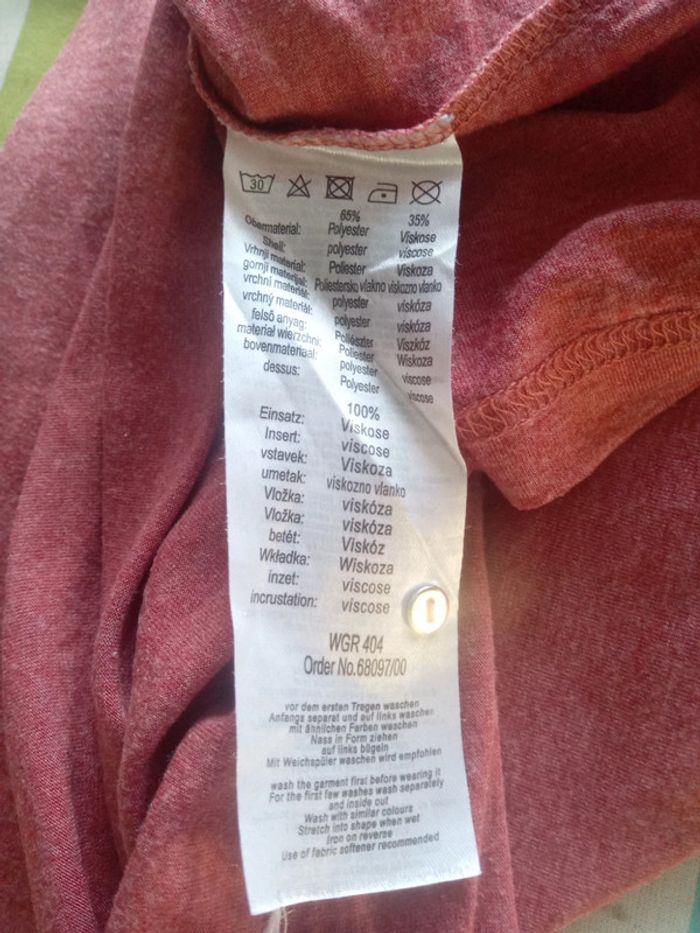 30
65% 35%
Obermaterial: Polyester Viskose
Shell: polyester viscose
Vrhnji material: Poliester Viskoza
gornji materijal: Poliestersko vlakno viskozno vlanko
vrchní materiál: polyester viskóza
vrchný materiál: polyester viskóza
felső anyag: Poliészter Viszkóz
materiał wierzchni: Poliester Wiskoza
bovenmateriaal: polyester viscose
dessus: Polyester viscose
100%
Einsatz: Viskose
Insert: viscose
vstavek: Viskoza
umetak: viskozno vlanko
Vložka: viskóza
Vložka: viskóza
betét: Viskóz
Wkładka: Wiskoza
inzet: viscose
incrustation: viscose
WGR 404
Order No.68097/00
vor dem ersten Tregen waschen
Anfangs separat und auf links waschen
mit ähnlichen Farben waschen
Nass in Form ziehen
auf links bügeln
Mit Weichspüler waschen wird empfohlen
wash the garment first before wearing it
For the first few washes wash separately
and inside out
Wash with similar colours
Stretch into shape when wet
Iron on reverse
Use of fabric softener recommended